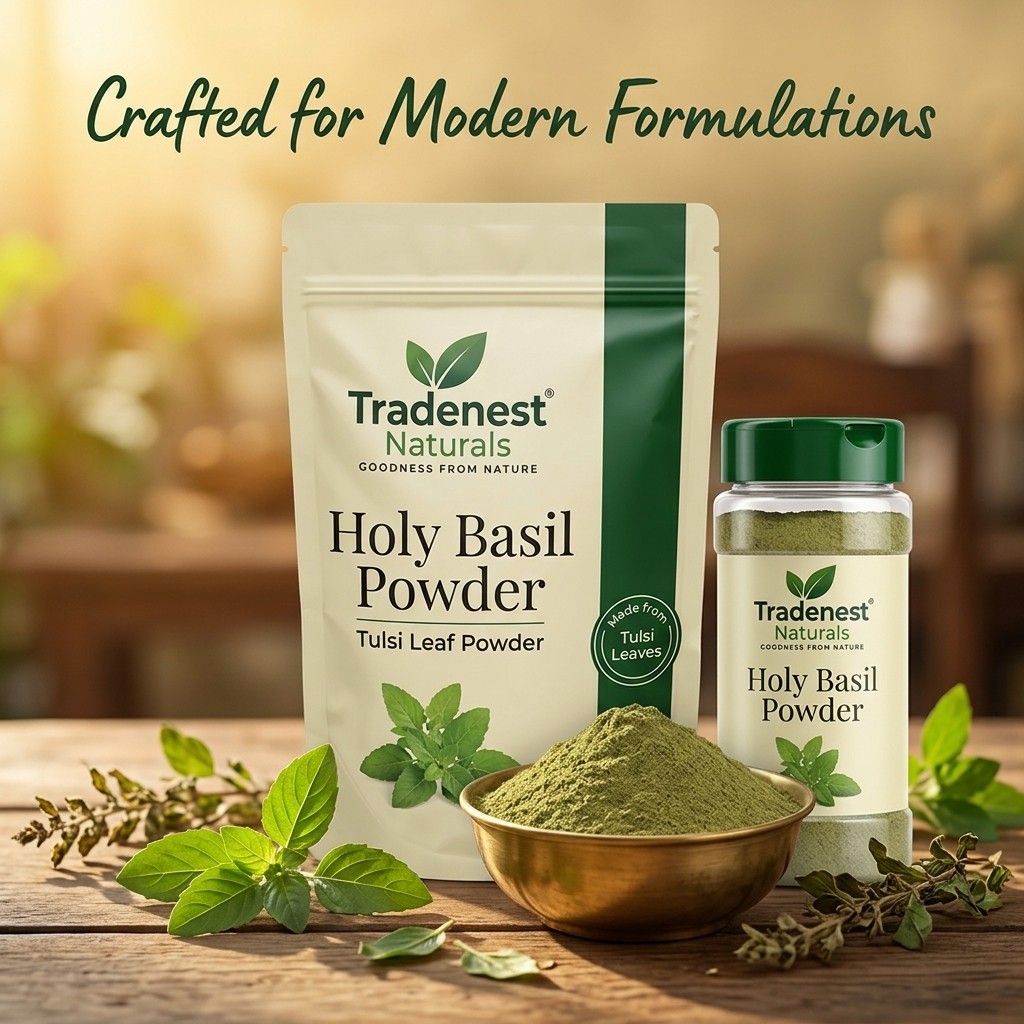 Crafted for Modern Formulations
Tradenest®
Naturals
GOODNESS FROM NATURE
Holy Basil
Powder
Tulsi Leaf Powder
Made from
Tulsi
Leaves
Tradenest®
Naturals
GOODNESS FROM NATURE
Holy Basil
Powder